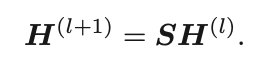 𝑯^{(l+1)} = 𝑺𝑯^{(l)}.